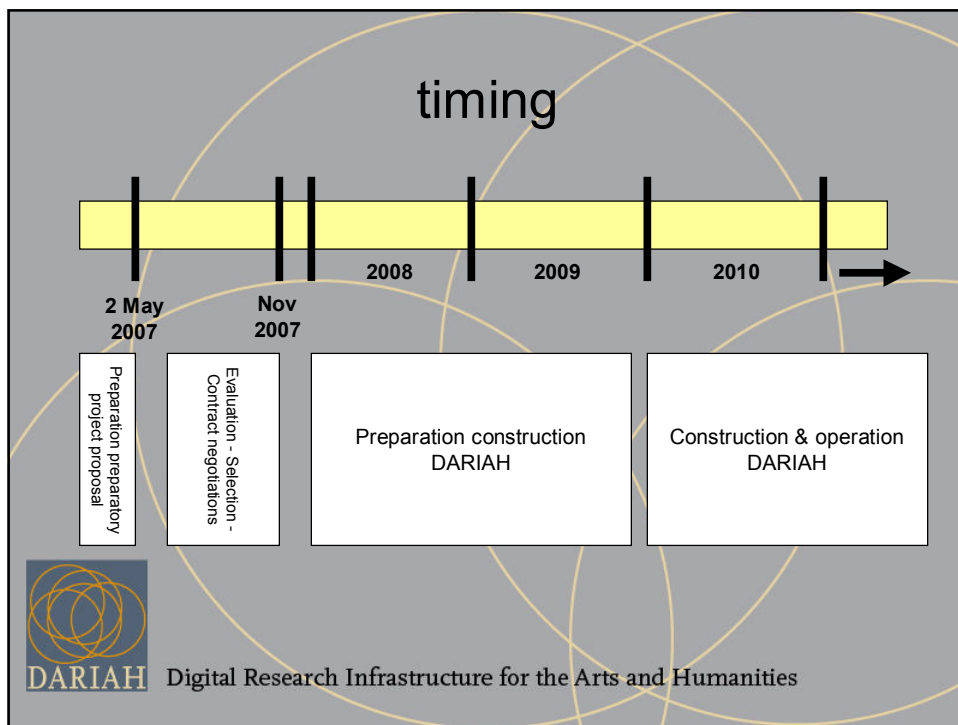 timing
2008
2009
2010
2 May
2007
Nov
2007
Preparation preparatory
project proposal
Evaluation - Selection -
Contract negotiations
Preparation construction
DARIAH
Construction & operation
DARIAH
DARIAH
Digital Research Infrastructure for the Arts and Humanities